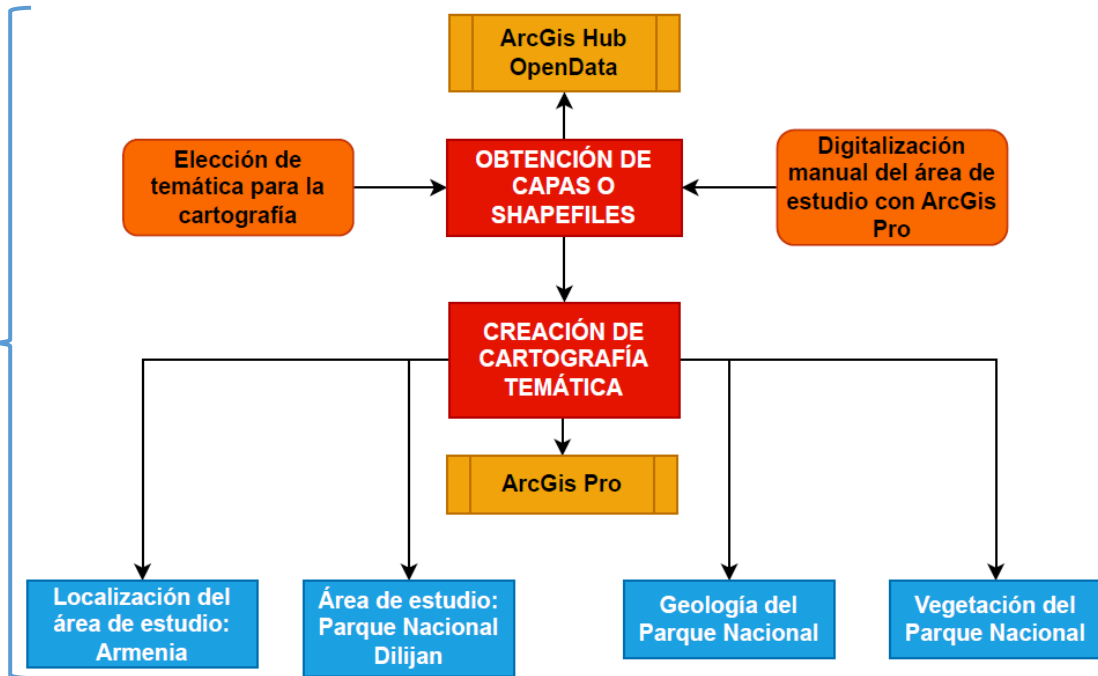 ArcGis Hub
OpenData
Elección de
temática para la
cartografía
OBTENCIÓN DE
CAPAS O
SHAPEFILES
Digitalización
manual del área de
estudio con ArcGis
Pro
CREACIÓN DE
CARTOGRAFÍA
TEMÁTICA
ArcGis Pro
Localización del
área de estudio:
Armenia
Área de estudio:
Parque Nacional
Dilijan
Geología del
Parque Nacional
Vegetación del
Parque Nacional